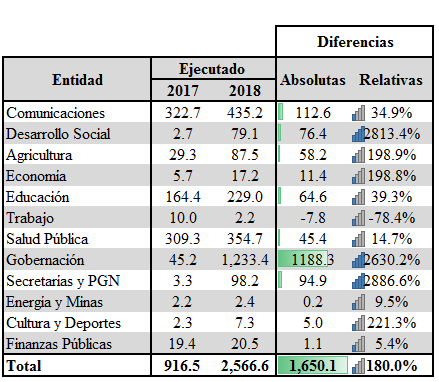 Diferencias
Entidad Ejecutado Absolutas Relativas
2017 2018
Comunicaciones 322.7 435.2 112.6 34.9%
Desarrollo Social 2.7 79.1 76.4 2813.4%
Agricultura 29.3 87.5 58.2 198.9%
Economía 5.7 17.2 11.4 198.8%
Educación 164.4 229.0 64.6 39.3%
Trabajo 10.0 2.2 -7.8 -78.4%
Salud Pública 309.3 354.7 45.4 14.7%
Gobernación 45.2 1,233.4 1188.3 2630.2%
Secretarías y PGN 3.3 98.2 94.9 2886.6%
Energía y Minas 2.2 2.4 0.2 9.5%
Cultura y Deportes 2.3 7.3 5.0 221.3%
Finanzas Públicas 19.4 20.5 1.1 5.4%
Total 916.5 2,566.6 1,650.1 180.0%